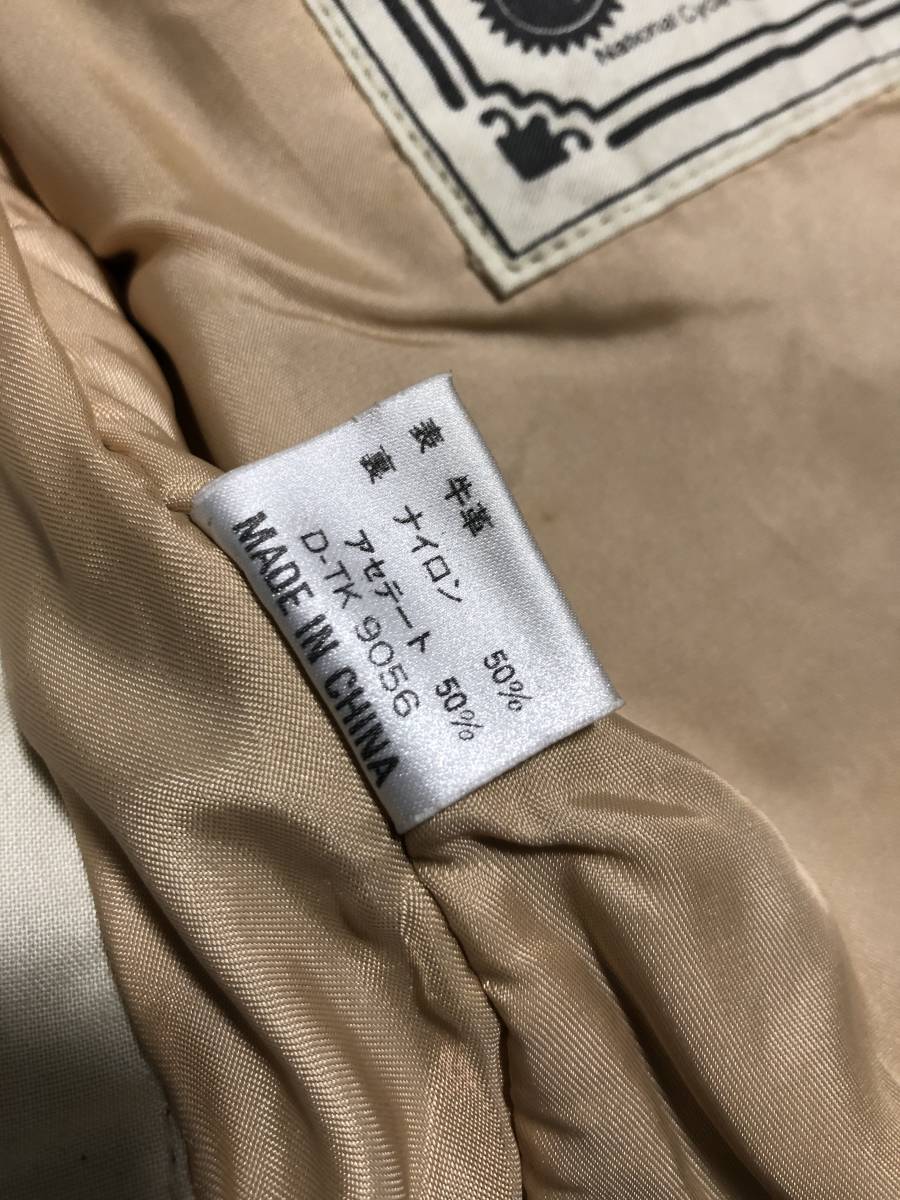 National Cycle
表 牛革
裏 ナイロン 50%
アセテート 50%
D-TK 9056
MADE IN CHINA